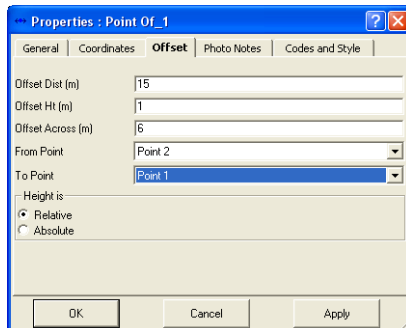 Properties : Point Of_1
General Coordinates Offset Photo Notes Codes and Style
Offset Dist (m) 15
Offset Ht (m) 1
Offset Across (m) 6
From Point Point 2
To Point Point 1
Height is
Relative
Absolute
OK Cancel Apply